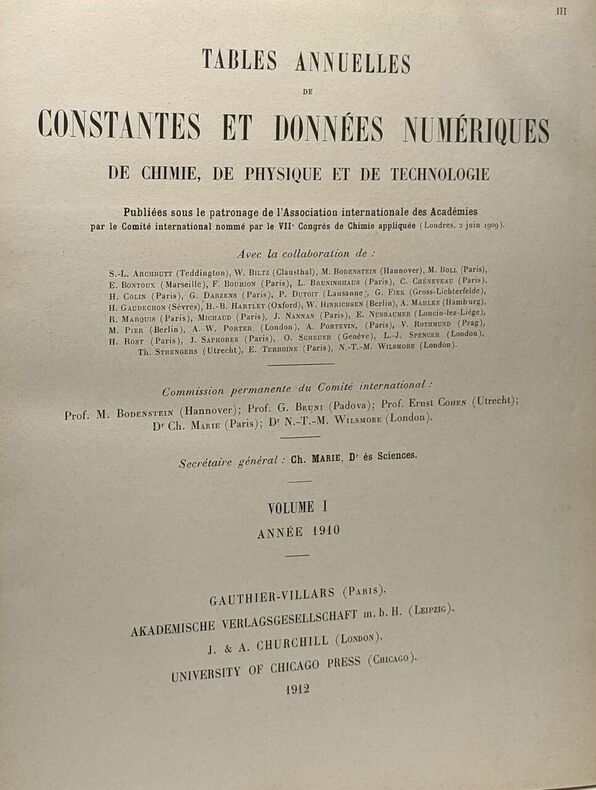 III
TABLES ANNUELLES
DE
CONSTANTES ET DONNÉES NUMÉRIQUES
DE CHIMIE, DE PHYSIQUE ET DE TECHNOLOGIE
Publiées sous le patronage de l'Association internationale des Académies
par le Comité international nommé par le VIIe Congrès de Chimie appliquée (Londres, 2 juin 1909).
Avec la collaboration de :
S.-L. ARCHBUTT (Teddington), W. BILTZ (Clausthal), M. BODENSTEIN (Hannover), M. BOLL (Paris),
E. BONTOUX (Marseille), F. BOURION (Paris), L. BRUNINGHAUS (Paris), C. CHÉNEVEAU (Paris),
H. COLIN (Paris), G. DARZENS (Paris), P. DUTOIT (Lausanne), G. FIEK (Gross-Lichterfelde),
H. GAUDECHON (Sèvres), H.-B. HARTLEY (Oxford), W. HINRICHSEN (Berlin), A. MAHLKE (Hamburg),
R. MARQUIS (Paris), MICHAUD (Paris), J. NANNAN (Paris), E. NUSBAUMER (Loncin-lez-Liége),
M. PIER (Berlin), A.-W. PORTER (London), A. PORTEVIN, (Paris), V. ROTHMUND (Prag),
H. ROST (Paris), J. SAPHORES (Paris), O. SCHEUER (Genève), L.-J. SPENCER (London),
TH. STRENGERS (Utrecht), E. TERROINE (Paris), N.-T.-M. WILSMORE (London).
Commission permanente du Comité international :
Prof. M. BODENSTEIN (Hannover); Prof. G. BRUNI (Padova); Prof. Ernst COHEN (Utrecht);
Dr Ch. MARIE (Paris); Dr N.-T.-M. WILSMORE (London).
Secrétaire général : Ch. MARIE, Dr ès Sciences.
VOLUME I
ANNÉE 1910
GAUTHIER-VILLARS (PARIS).
AKADEMISCHE VERLAGSGESELLSCHAFT m. b. H. (LEIPZIG).
J. & A. CHURCHILL (LONDON).
UNIVERSITY OF CHICAGO PRESS (CHICAGO).
1912